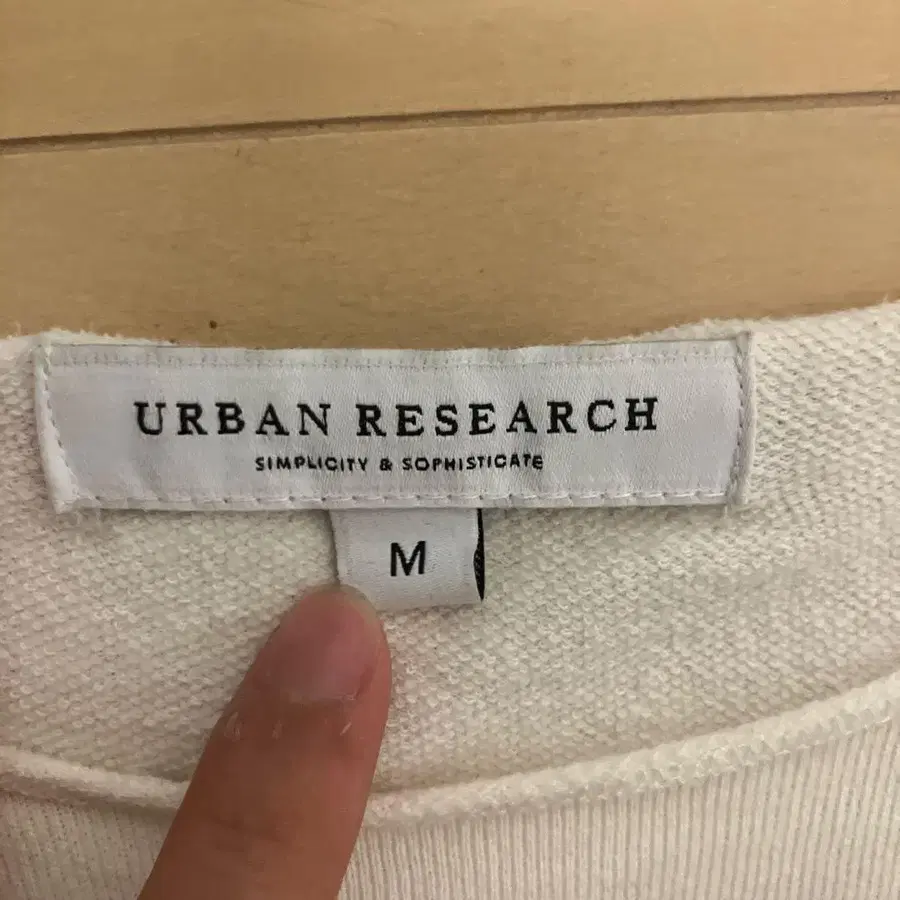 URBAN RESEARCH
SIMPLICITY & SOPHISTICATE
M